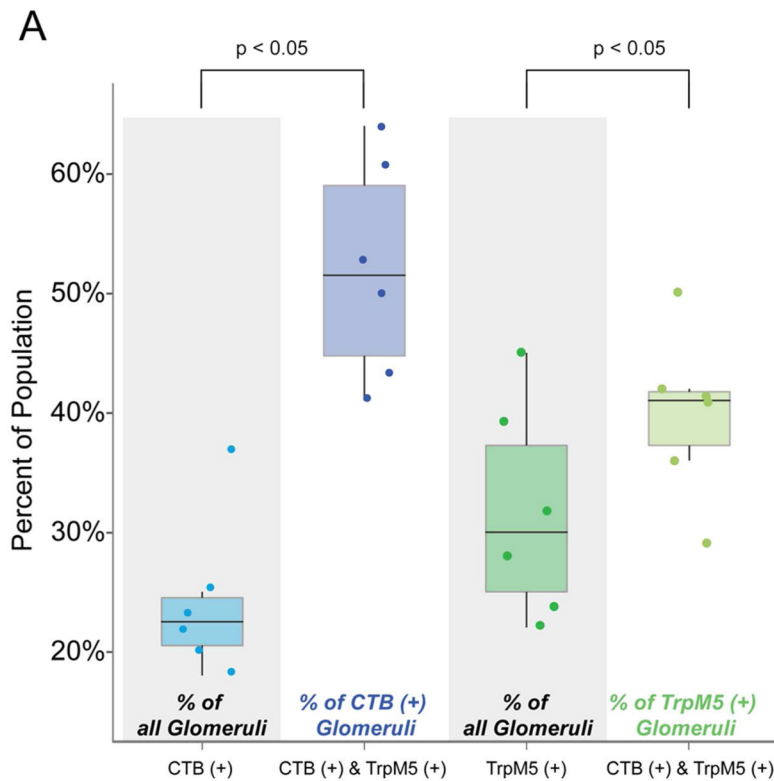 A
p < 0.05
p < 0.05
Percent of Population
60%
50%
40%
30%
20%
% of
all Glomeruli
% of CTB (+)
Glomeruli
% of
all Glomeruli
% of TrpM5 (+)
Glomeruli
CTB (+)
CTB (+) & TrpM5 (+)
TrpM5 (+)
CTB (+) & TrpM5 (+)